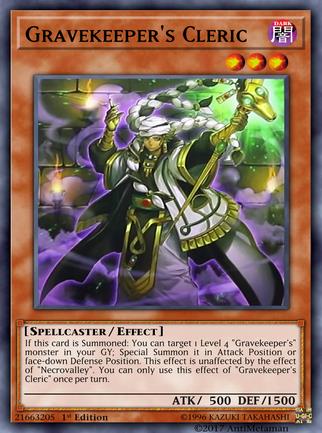 Gravekeeper's Cleric
DARK
闇
[Spellcaster / Effect]
If this card is Summoned: You can target 1 Level 4 "Gravekeeper's"
monster in your GY; Special Summon it in Attack Position or
face-down Defense Position. This effect is unaffected by the effect
of "Necrovalley". You can only use this effect of "Gravekeeper's
Cleric" once per turn.
ATK/ 500 DEF/1500
21663205 1st Edition ©1996 KAZUKI TAKAHASHI
©2017 AntiMetaman